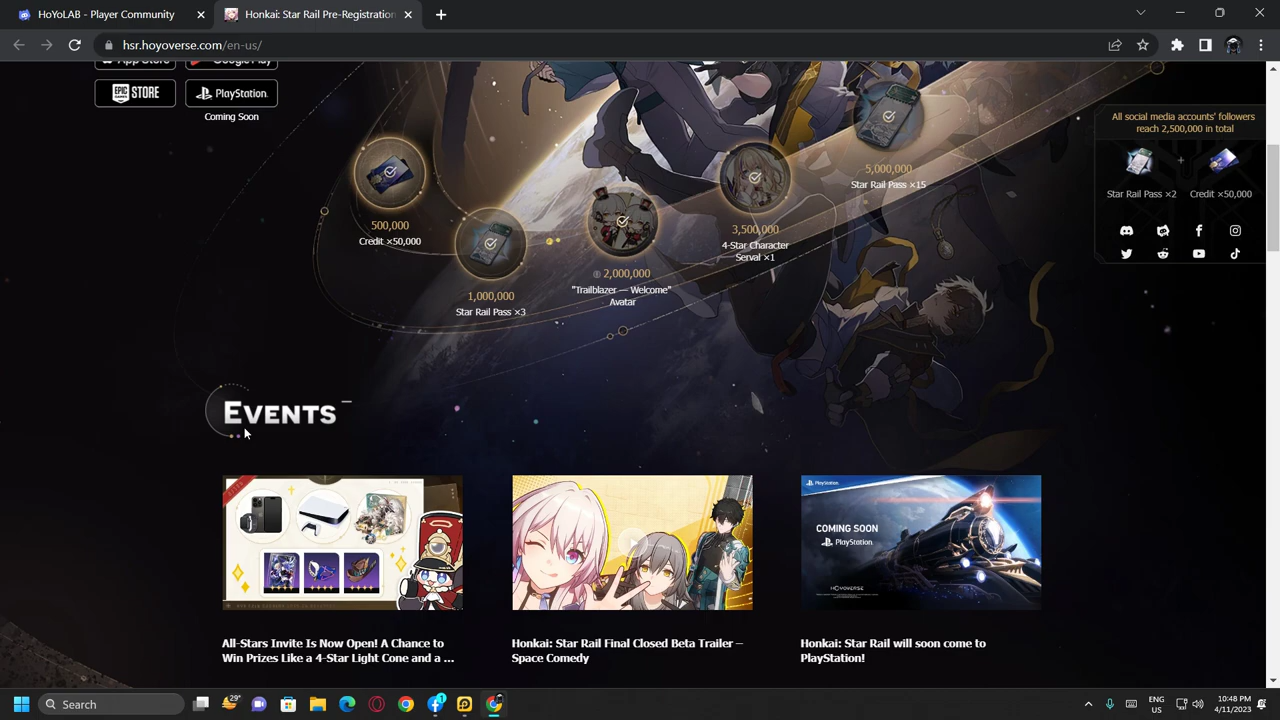 HoYoLAB - Player Community
Honkai: Star Rail Pre-Registration
hsr.hoyoverse.com/en-us/
App Store
Google Play
EPIC GAMES STORE
PlayStation.
Coming Soon
All social media accounts' followers
reach 2,500,000 in total
+
Star Rail Pass ×2
Credit ×50,000
5,000,000
Star Rail Pass ×15
500,000
Credit ×50,000
3,500,000
4-Star Character
Serval ×1
2,000,000
"Trailblazer — Welcome"
Avatar
1,000,000
Star Rail Pass ×3
EVENTS
PlayStation.
COMING SOON
PlayStation.
HOYOVERSE
All-Stars Invite Is Now Open! A Chance to
Win Prizes Like a 4-Star Light Cone and a ...
Honkai: Star Rail Final Closed Beta Trailer —
Space Comedy
Honkai: Star Rail will soon come to
PlayStation!
Search
29°
1
ENG
US
10:48 PM
4/11/2023